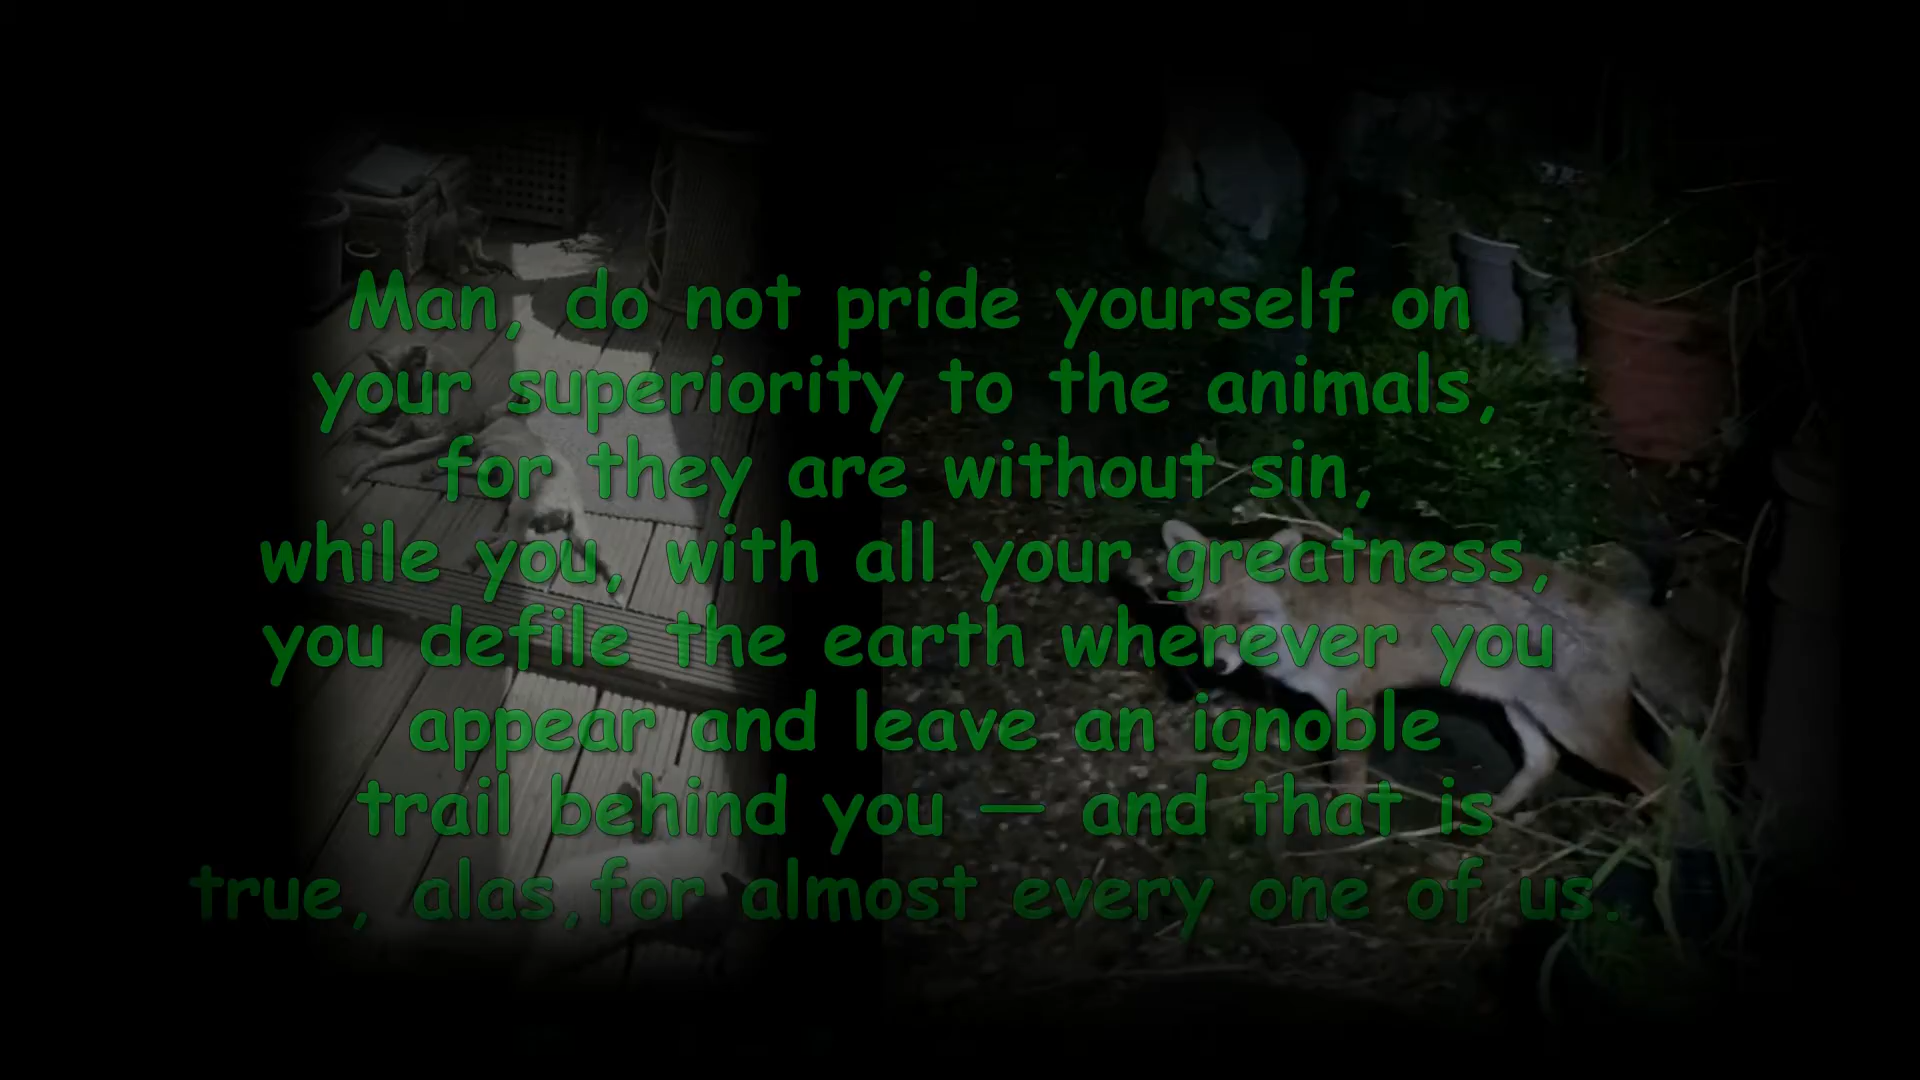 Man, do not pride yourself on
your superiority to the animals,
for they are without sin,
while you, with all your greatness,
you defile the earth wherever you
appear and leave an ignoble
trail behind you — and that is
true, alas,for almost every one of us.